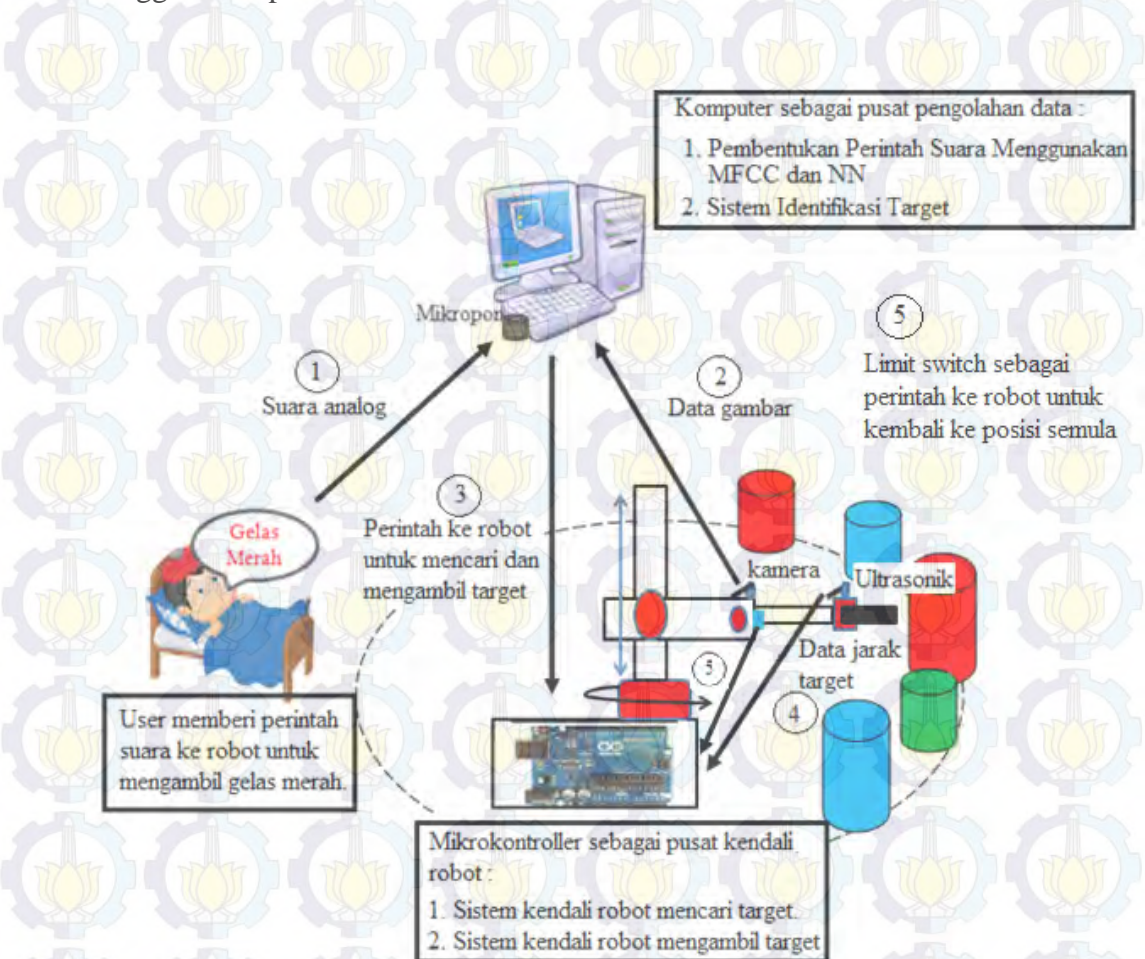 Komputer sebagai pusat pengolahan data :
1. Pembentukan Perintah Suara Menggunakan
MFCC dan NN
2. Sistem Identifikasi Target
Mikropon
1
Suara analog
2
Data gambar
5
Limit switch sebagai
perintah ke robot untuk
kembali ke posisi semula
3
Perintah ke robot
untuk mencari dan
mengambil target
Gelas
Merah
kamera
Ultrasonik
Data jarak
target
5
4
User memberi perintah
suara ke robot untuk
mengambil gelas merah.
Mikrokontroller sebagai pusat kendali
robot :
1. Sistem kendali robot mencari target.
2. Sistem kendali robot mengambil target